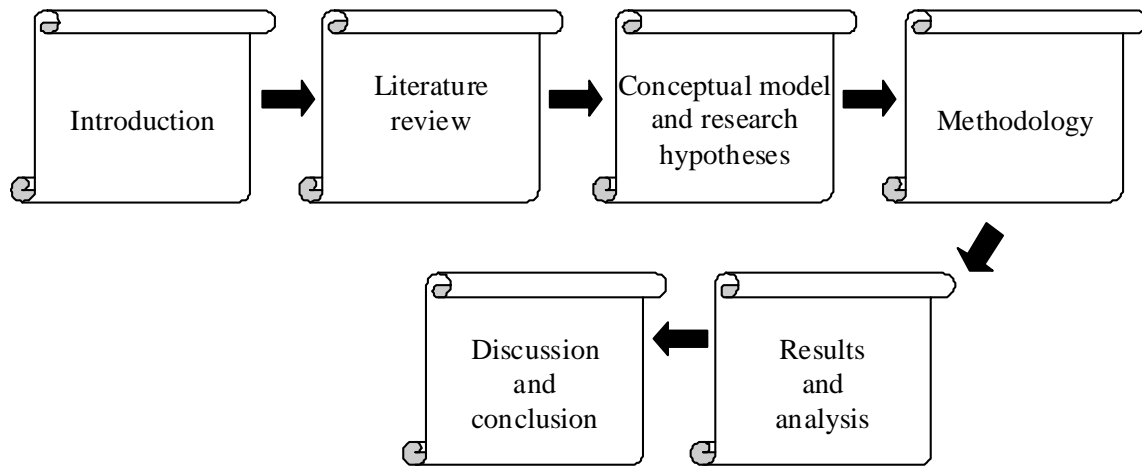 Introduction
Literature
review
Conceptual model
and research
hypotheses
Methodology
Results
and
analysis
Discussion
and
conclusion